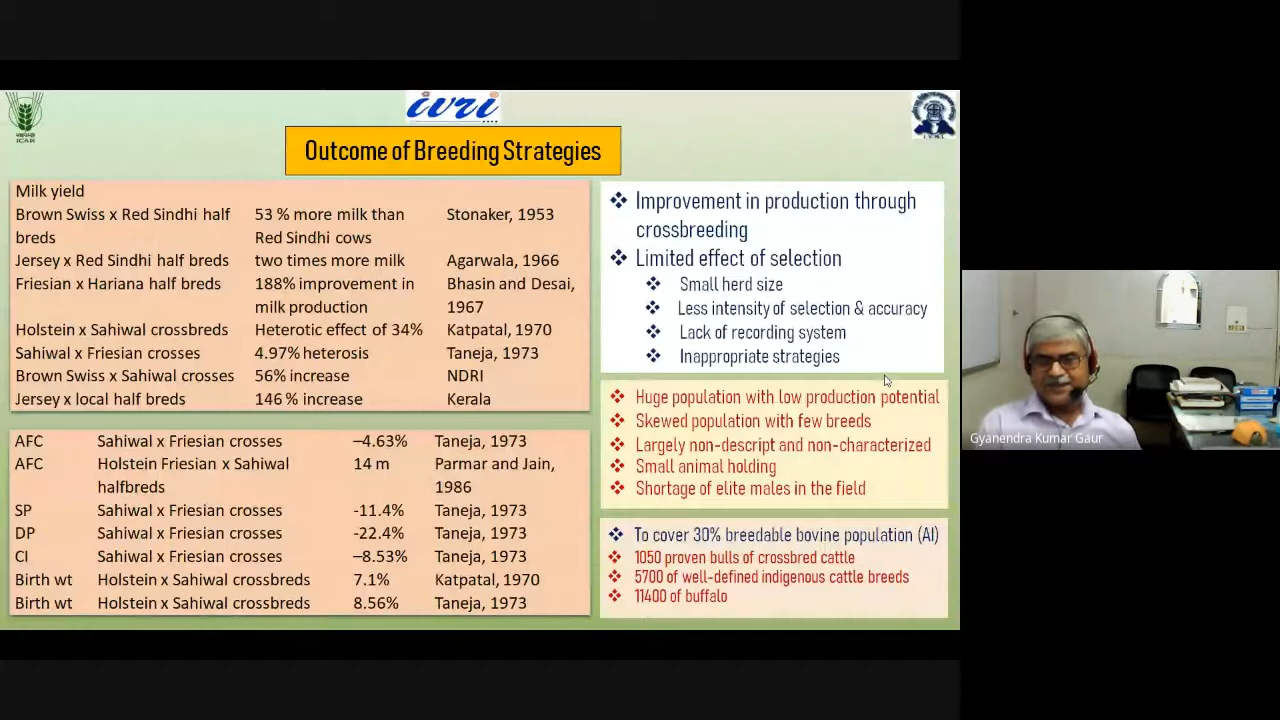 ivri
ICAR
Outcome of Breeding Strategies
Milk yield
Brown Swiss x Red Sindhi half breds 53 % more milk than Red Sindhi cows Stonaker, 1953
Jersey x Red Sindhi half breds two times more milk Agarwala, 1966
Friesian x Hariana half breds 188% improvement in milk production Bhasin and Desai, 1967
Holstein x Sahiwal crossbreds Heterotic effect of 34% Katpatal, 1970
Sahiwal x Friesian crosses 4.97% heterosis Taneja, 1973
Brown Swiss x Sahiwal crosses 56% increase NDRI
Jersey x local half breds 146 % increase Kerala
AFC Sahiwal x Friesian crosses –4.63% Taneja, 1973
AFC Holstein Friesian x Sahiwal halfbreds 14 m Parmar and Jain, 1986
SP Sahiwal x Friesian crosses -11.4% Taneja, 1973
DP Sahiwal x Friesian crosses -22.4% Taneja, 1973
CI Sahiwal x Friesian crosses –8.53% Taneja, 1973
Birth wt Holstein x Sahiwal crossbreds 7.1% Katpatal, 1970
Birth wt Holstein x Sahiwal crossbreds 8.56% Taneja, 1973
❖ Improvement in production through
crossbreeding
❖ Limited effect of selection
❖ Small herd size
❖ Less intensity of selection & accuracy
❖ Lack of recording system
❖ Inappropriate strategies
❖ Huge population with low production potential
❖ Skewed population with few breeds
❖ Largely non-descript and non-characterized
❖ Small animal holding
❖ Shortage of elite males in the field
❖ To cover 30% breedable bovine population (AI)
❖ 1050 proven bulls of crossbred cattle
❖ 5700 of well-defined indigenous cattle breeds
❖ 11400 of buffalo
Gyanendra Kumar Gaur